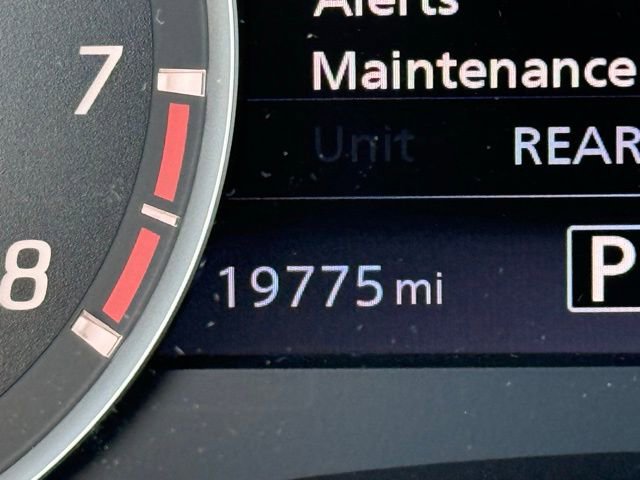 Alerts
Maintenance
Unit REAR
7
8
19775 mi
P